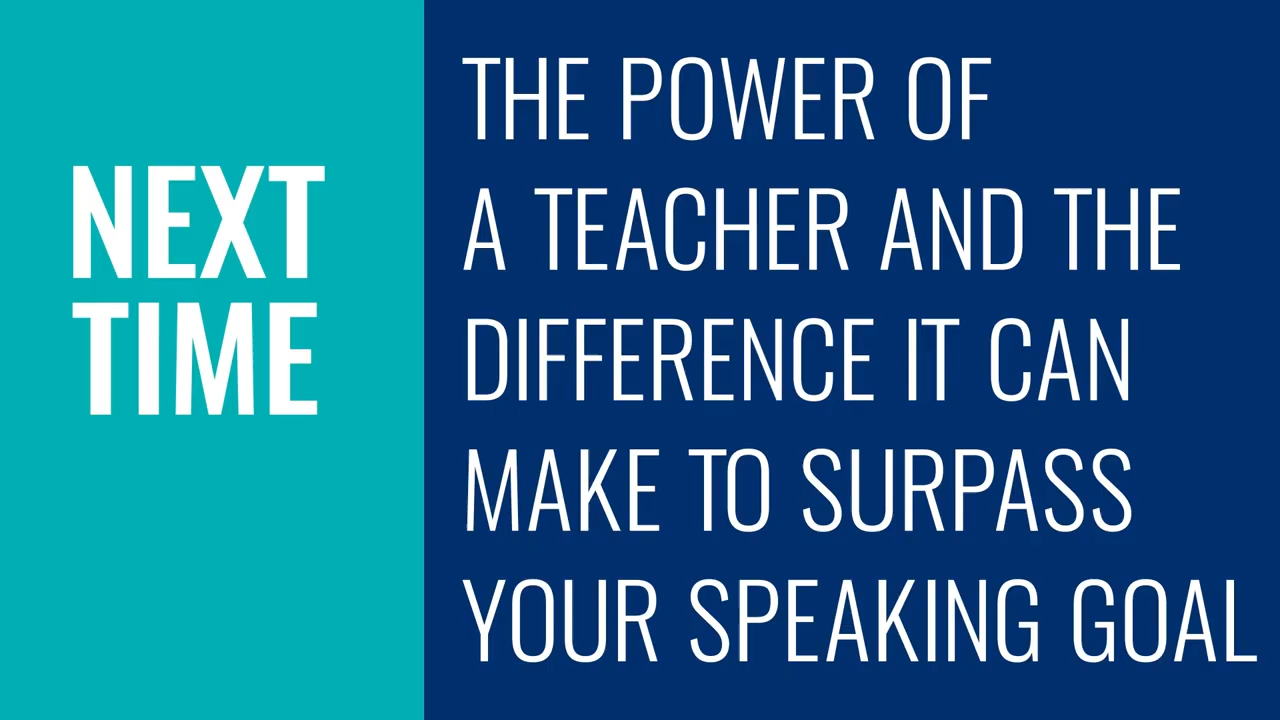 NEXT
TIME
THE POWER OF
A TEACHER AND THE
DIFFERENCE IT CAN
MAKE TO SURPASS
YOUR SPEAKING GOAL